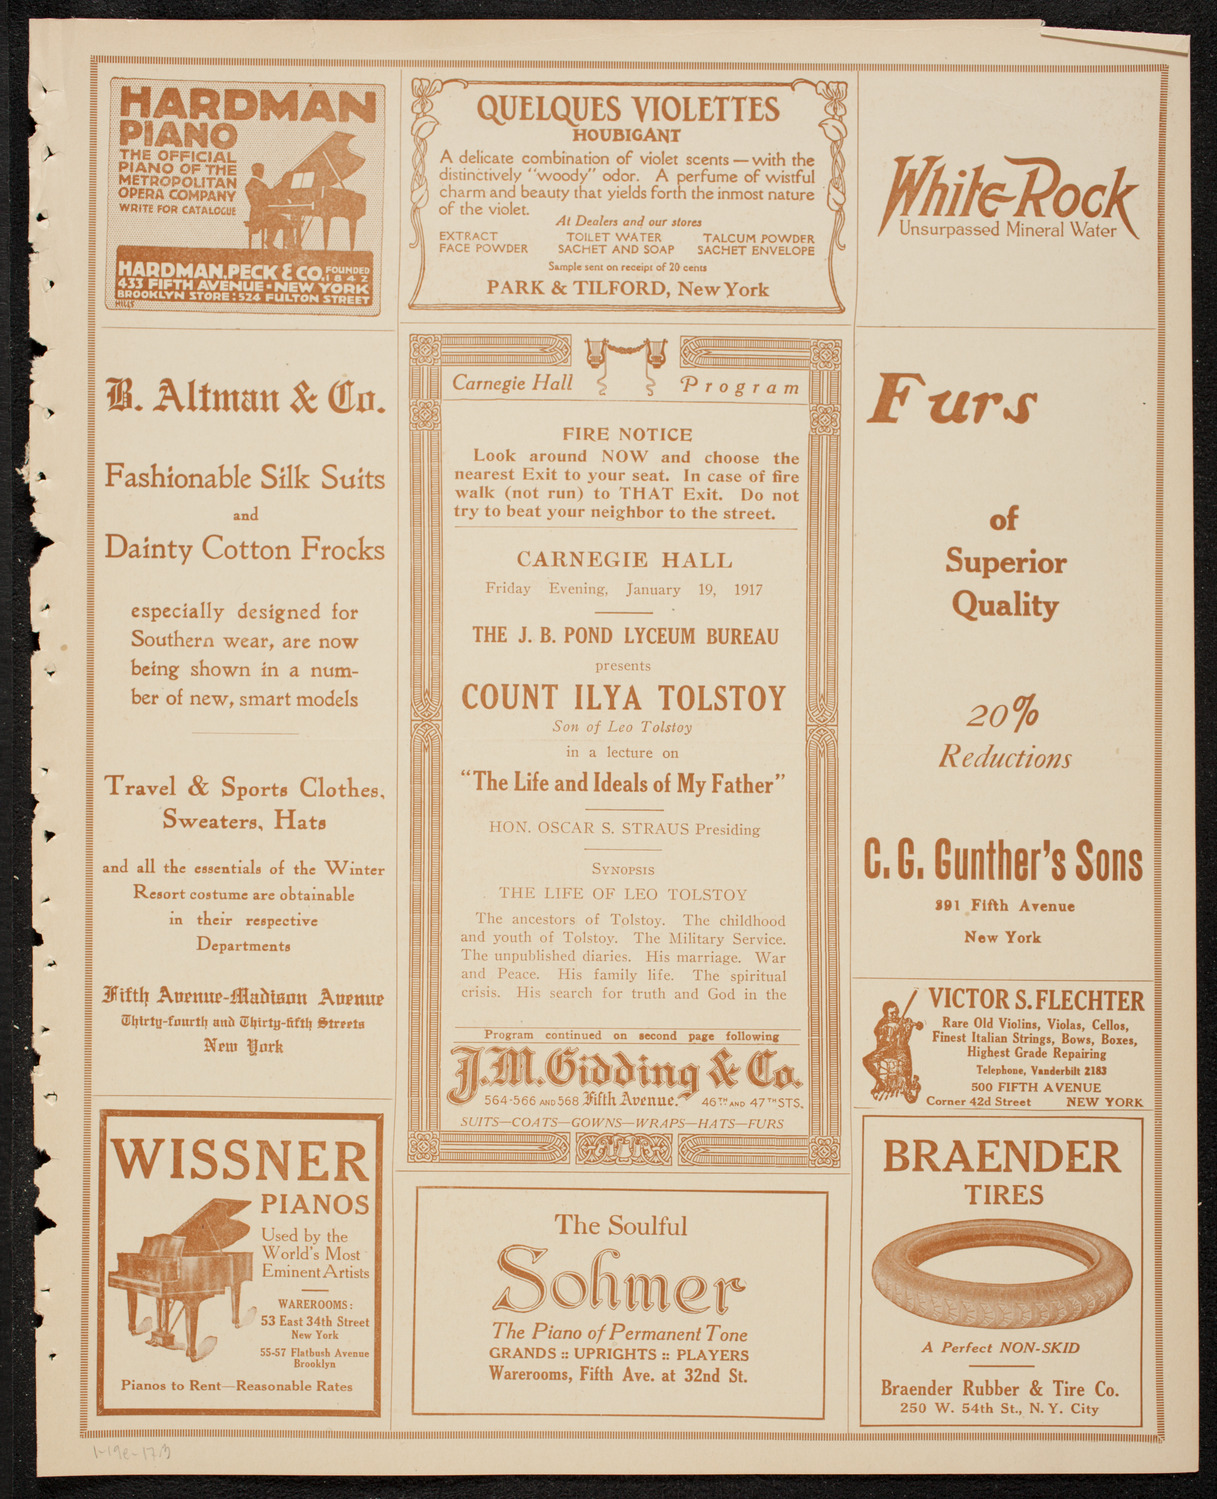 HARDMAN
PIANO
THE OFFICIAL
PIANO OF THE
METROPOLITAN
OPERA COMPANY
WRITE FOR CATALOGUE
HARDMAN, PECK & CO. FOUNDED 1842
433 FIFTH AVENUE • NEW YORK
BROOKLYN STORE: 524 FULTON STREET
MILLS
QUELQUES VIOLETTES
HOUBIGANT
A delicate combination of violet scents — with the
distinctively "woody" odor. A perfume of wistful
charm and beauty that yields forth the inmost nature
of the violet.
At Dealers and our stores
EXTRACT TOILET WATER TALCUM POWDER
FACE POWDER SACHET AND SOAP SACHET ENVELOPE
Sample sent on receipt of 20 cents
PARK & TILFORD, New York
White-Rock
Unsurpassed Mineral Water
B. Altman & Co.
Fashionable Silk Suits
and
Dainty Cotton Frocks
especially designed for
Southern wear, are now
being shown in a num-
ber of new, smart models
Travel & Sports Clothes,
Sweaters, Hats
and all the essentials of the Winter
Resort costume are obtainable
in their respective
Departments
Fifth Avenue-Madison Avenue
Thirty-fourth and Thirty-fifth Streets
New York
Carnegie Hall Program
FIRE NOTICE
Look around NOW and choose the
nearest Exit to your seat. In case of fire
walk (not run) to THAT Exit. Do not
try to beat your neighbor to the street.
CARNEGIE HALL
Friday Evening, January 19, 1917
THE J. B. POND LYCEUM BUREAU
presents
COUNT ILYA TOLSTOY
Son of Leo Tolstoy
in a lecture on
"The Life and Ideals of My Father"
HON. OSCAR S. STRAUS Presiding
SYNOPSIS
THE LIFE OF LEO TOLSTOY
The ancestors of Tolstoy. The childhood
and youth of Tolstoy. The Military Service.
The unpublished diaries. His marriage. War
and Peace. His family life. The spiritual
crisis. His search for truth and God in the
Program continued on second page following
J.M. Gidding & Co.
564-566 AND 568 Fifth Avenue. 46TH AND 47TH STS.
SUITS—COATS—GOWNS—WRAPS—HATS—FURS
Furs
of
Superior
Quality
20%
Reductions
C. G. Gunther's Sons
391 Fifth Avenue
New York
VICTOR S. FLECHTER
Rare Old Violins, Violas, Cellos,
Finest Italian Strings, Bows, Boxes,
Highest Grade Repairing
Telephone, Vanderbilt 2183
500 FIFTH AVENUE
Corner 42d Street NEW YORK
WISSNER
PIANOS
Used by the
World's Most
Eminent Artists
WAREROOMS:
53 East 34th Street
New York
55-57 Flatbush Avenue
Brooklyn
Pianos to Rent—Reasonable Rates
The Soulful
Sohmer
The Piano of Permanent Tone
GRANDS :: UPRIGHTS :: PLAYERS
Warerooms, Fifth Ave. at 32nd St.
BRAENDER
TIRES
A Perfect NON-SKID
Braender Rubber & Tire Co.
250 W. 54th St., N. Y. City